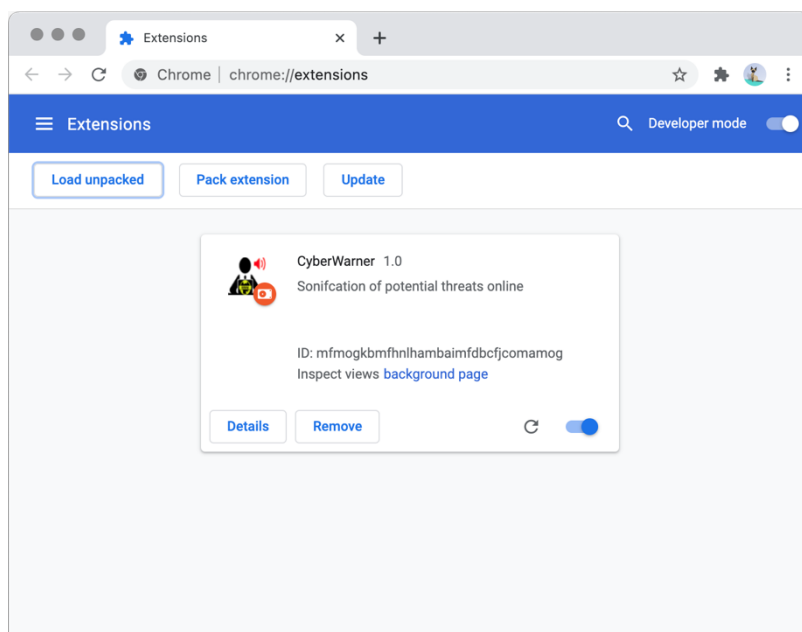 Extensions
Chrome | chrome://extensions
Extensions
Developer mode
Load unpacked
Pack extension
Update
CyberWarner 1.0
Sonifcation of potential threats online
ID: mfmogkbmfhnlhambaimfdbcfjcomamog
Inspect views background page
Details
Remove